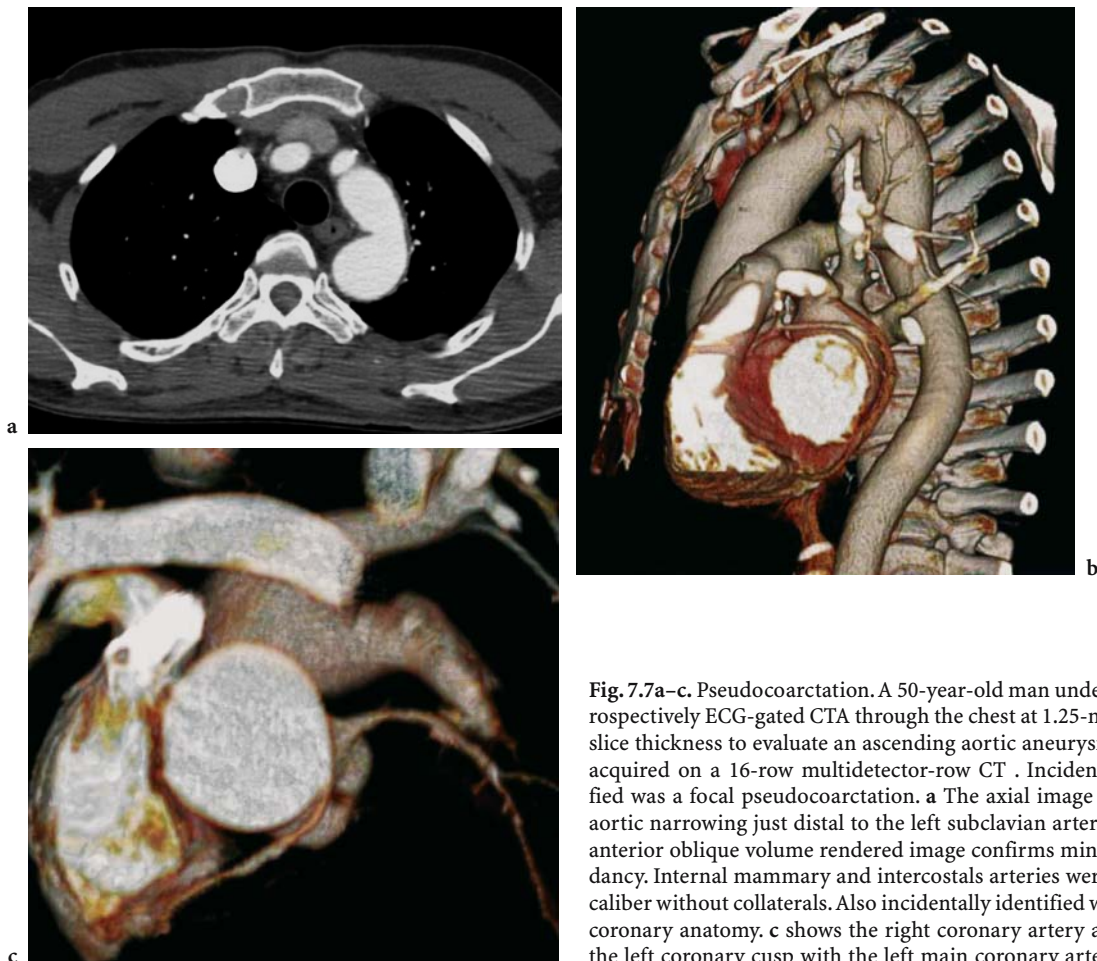 a
b
c
Fig. 7.7a–c. Pseudocoarctation. A 50-year-old man unde
rospectively ECG-gated CTA through the chest at 1.25-
slice thickness to evaluate an ascending aortic aneurys
acquired on a 16-row multidetector-row CT . Inciden
fied was a focal pseudocoarctation. a The axial image
aortic narrowing just distal to the left subclavian arter
anterior oblique volume rendered image confirms min
dancy. Internal mammary and intercostals arteries wer
caliber without collaterals. Also incidentally identified
coronary anatomy. c shows the right coronary artery a
the left coronary cusp with the left main coronary arte